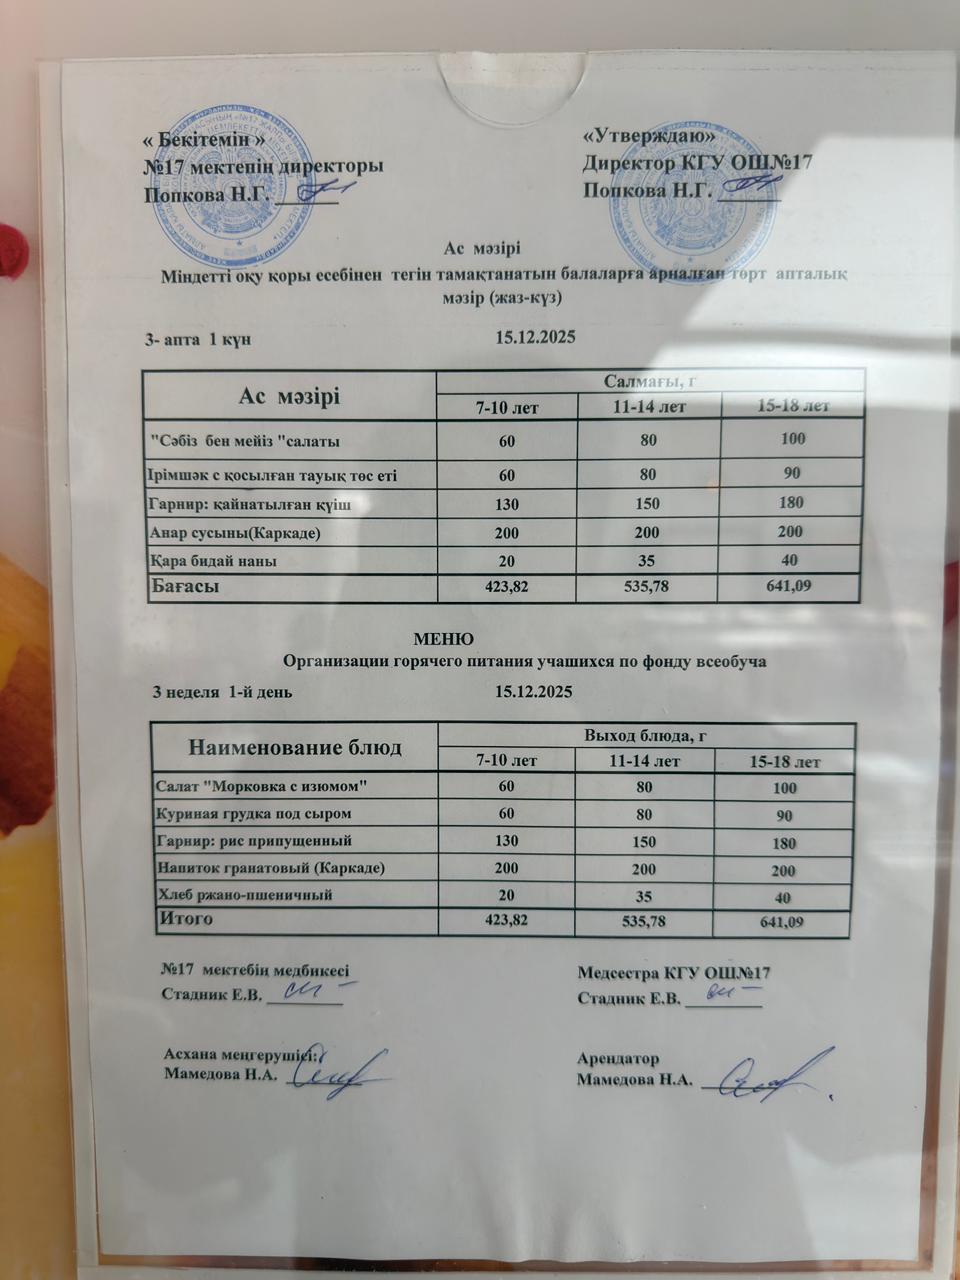 « Бекітемін »
№17 мектепің директоры
Попкова Н.Г.
«Утверждаю»
Директор КГУ ОШ№17
Попкова Н.Г.
Ас мәзірі
Міндетті оқу қоры есебінен тегін тамақтанатын балаларға арналған төрт апталық
мәзір (жаз-күз)
3- апта 1 күн 15.12.2025
Ас мәзірі Салмағы, г
7-10 лет 11-14 лет 15-18 лет
"Сәбіз бен мейіз "салаты 60 80 100
Ірімшәк с қосылған тауық төс еті 60 80 90
Гарнир: қайнатылған күіш 130 150 180
Анар сусыны(Каркаде) 200 200 200
Қара бидай наны 20 35 40
Бағасы 423,82 535,78 641,09
МЕНЮ
Организации горячего питания учашихся по фонду всеобуча
3 неделя 1-й день 15.12.2025
Наименование блюд Выход блюда, г
7-10 лет 11-14 лет 15-18 лет
Салат "Морковка с изюмом" 60 80 100
Куриная грудка под сыром 60 80 90
Гарнир: рис припущенный 130 150 180
Напиток гранатовый (Каркаде) 200 200 200
Хлеб ржано-пшеничный 20 35 40
Итого 423,82 535,78 641,09
№17 мектебің медбикесі
Стадник Е.В.
Медсестра КГУ ОШ№17
Стадник Е.В.
Асхана меңгерушісі:
Мамедова Н.А.
Арендатор
Мамедова Н.А.